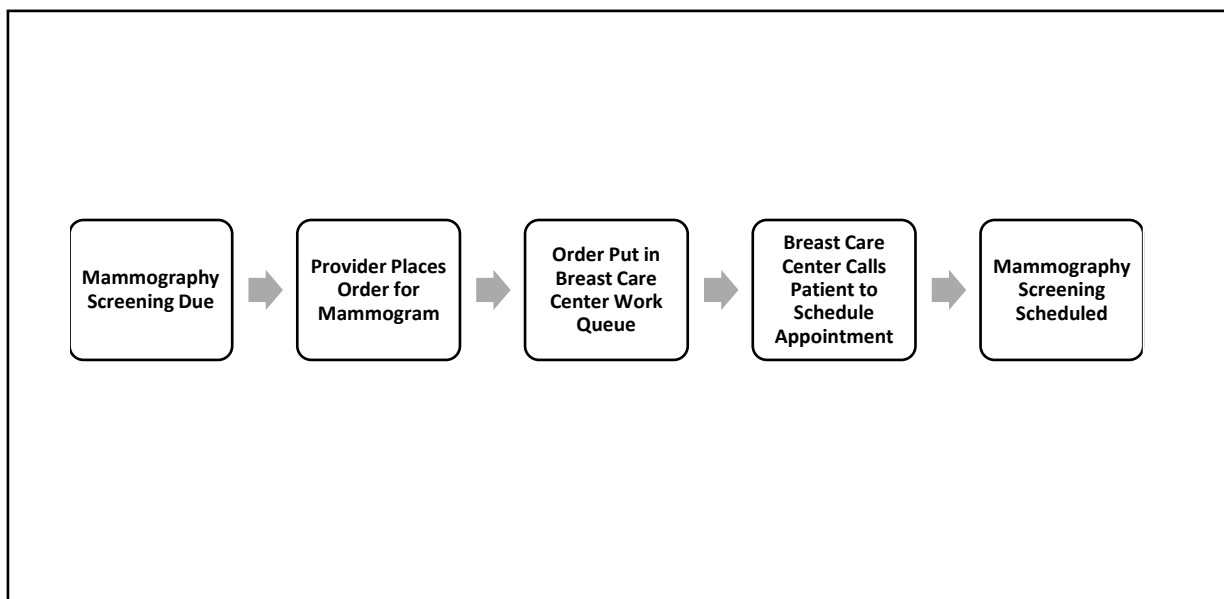 Mammography
Screening Due
Provider Places
Order for
Mammogram
Order Put in
Breast Care
Center Work
Queue
Breast Care
Center Calls
Patient to
Schedule
Appointment
Mammography
Screening
Scheduled